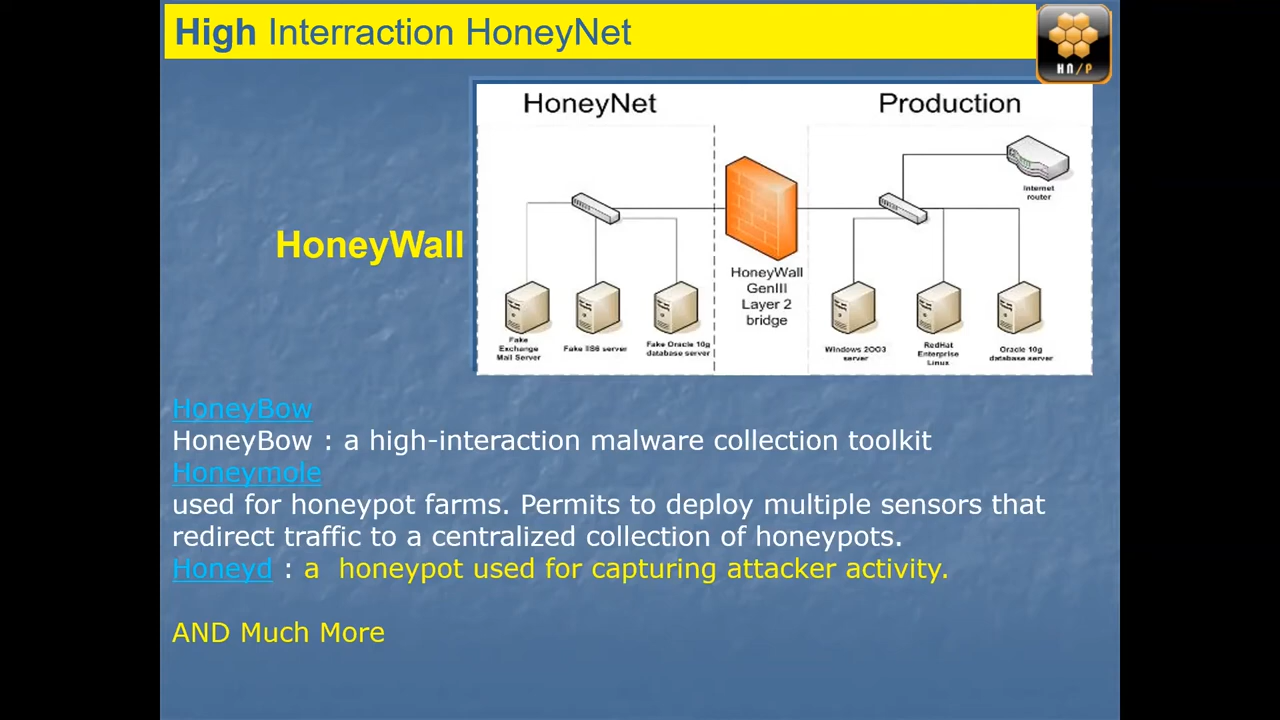 High Interraction HoneyNet
HN/P
HoneyNet
Production
Internet
router
HoneyWall
HoneyWall
GenIII
Layer 2
bridge
Fake
Exchange
Mail Server
Fake IIS6 server
Fake Oracle 10g
database server
Windows 2003
server
RedHat
Enterprise
Linux
Oracle 10g
database server
HoneyBow
HoneyBow : a high-interaction malware collection toolkit
Honeymole
used for honeypot farms. Permits to deploy multiple sensors that
redirect traffic to a centralized collection of honeypots.
Honeyd : a honeypot used for capturing attacker activity.
AND Much More